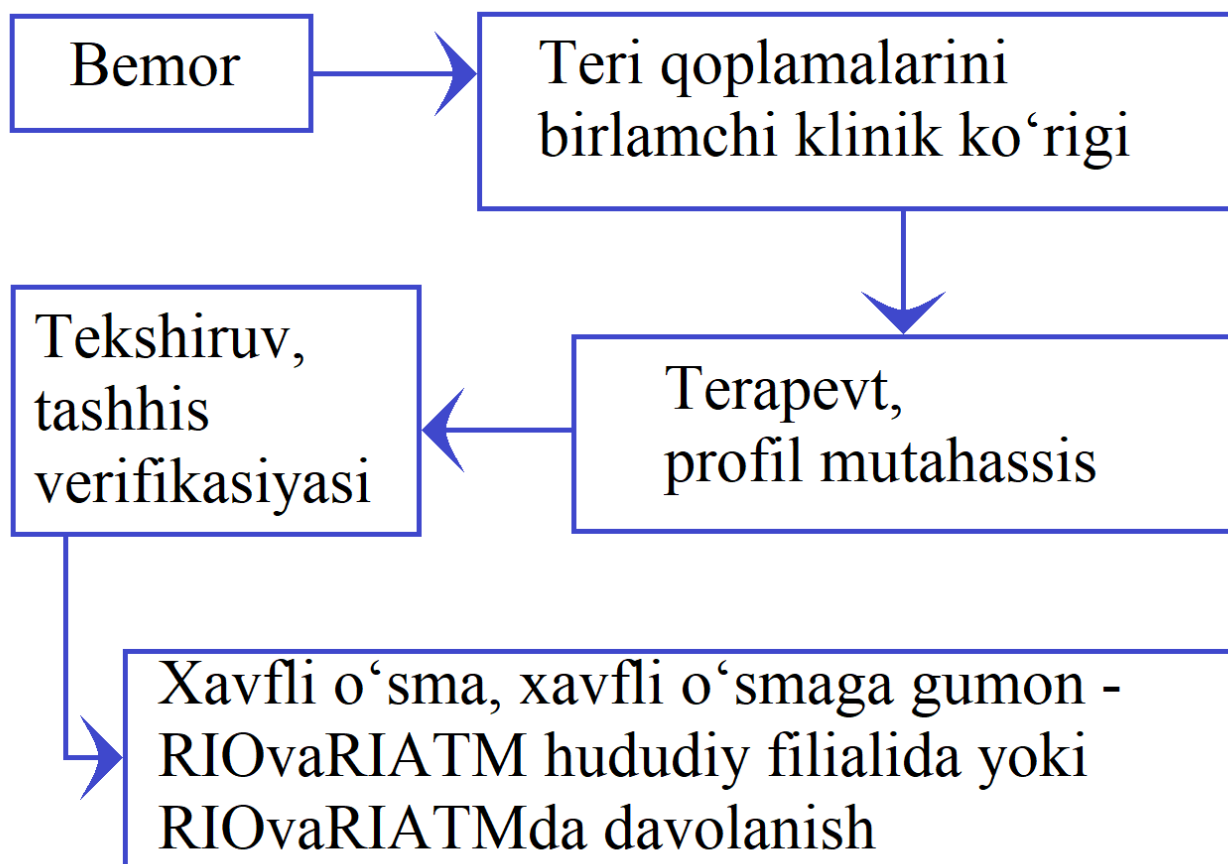 Bemor
Teri qoplamalarini
birlamchi klinik ko‘rigi
Terapevt,
profil mutahassis
Tekshiruv,
tashhis
verifikasiyasi
Xavfli o‘sma, xavfli o‘smaga gumon -
RIOvaRIATM hududiy filialida yoki
RIOvaRIATMda davolanish